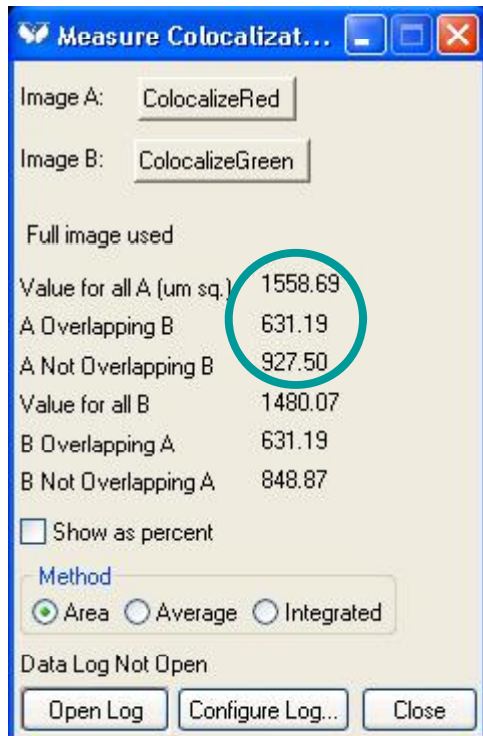 Measure Colocalizat...
Image A: ColocalizeRed
Image B: ColocalizeGreen
Full image used
Value for all A (um sq.) 1558.69
A Overlapping B 631.19
A Not Overlapping B 927.50
Value for all B 1480.07
B Overlapping A 631.19
B Not Overlapping A 848.87
Show as percent
Method
Area Average Integrated
Data Log Not Open
Open Log Configure Log... Close